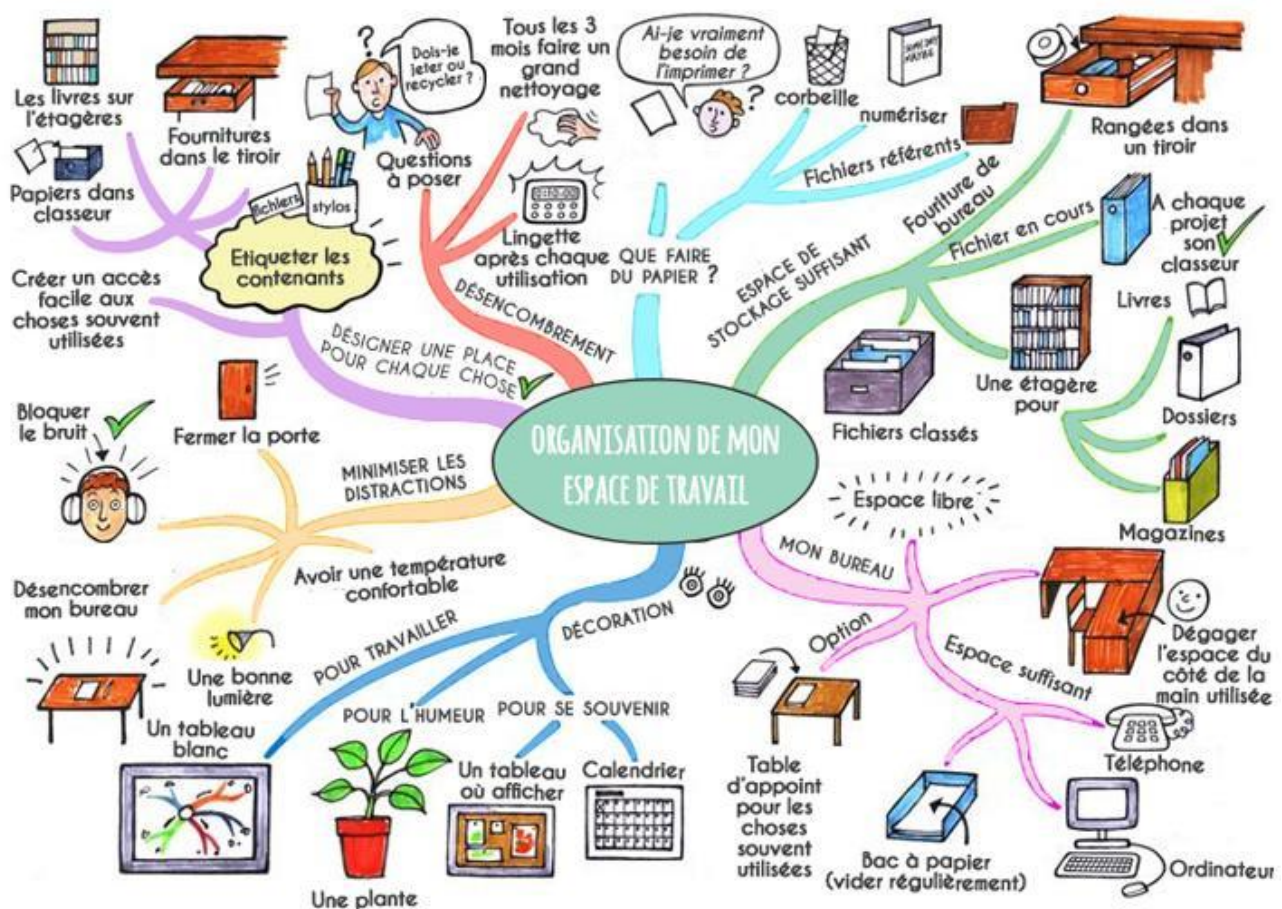 ORGANISATION DE MON
ESPACE DE TRAVAIL
DÉSENCOMBREMENT
Questions
à poser
Dois-je
jeter ou
recycler ?
?
Tous les 3
mois faire un
grand
nettoyage
Lingette
après chaque
utilisation
QUE FAIRE
DU PAPIER ?
Ai-je vraiment
besoin de
l'imprimer ?
?
corbeille
numériser
Fichiers référents
ESPACE DE
STOCKAGE SUFFISANT
Fouriture de
bureau
Rangées dans
un tiroir
Fichier en cours
A chaque
projet
son
classeur
Fichiers classés
Une étagère
pour
Livres
Dossiers
Magazines
MON BUREAU
Espace libre
Dégager
l'espace du
côté de la
main utilisée
Option
Table
d'appoint
pour les
choses
souvent
utilisées
Espace suffisant
Téléphone
Ordinateur
Bac à papier
(vider régulièrement)
DÉCORATION
POUR TRAVAILLER
Un tableau
blanc
POUR L'HUMEUR
Une plante
POUR SE SOUVENIR
Un tableau
où afficher
Calendrier
MINIMISER LES
DISTRACTIONS
Fermer la porte
Bloquer
le bruit
Désencombrer
mon bureau
Une bonne
lumière
Avoir une température
confortable
DÉSIGNER UNE PLACE
POUR CHAQUE CHOSE
Créer un accès
facile aux
choses souvent
utilisées
Etiqueter les
contenants
fichiers
stylos
Les livres sur
l'étagères
Fournitures
dans le tiroir
Papiers dans
classeur